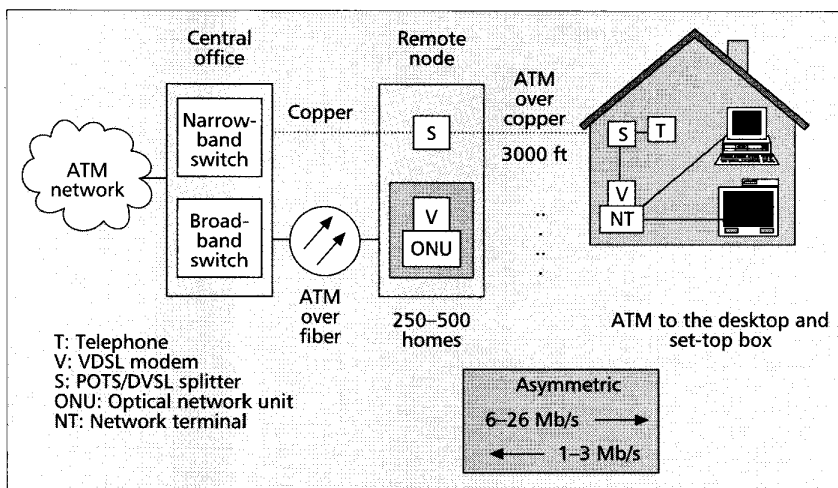 Central
office
Remote
node
ATM
over
copper
Copper
3000 ft
Narrow-
band
switch
S
S
T
ATM
network
V
NT
Broad-
band
switch
V
ONU
ATM
over
fiber
250–500
homes
ATM to the desktop and
set-top box
T: Telephone
V: VDSL modem
S: POTS/DVSL splitter
ONU: Optical network unit
NT: Network terminal
Asymmetric
6–26 Mb/s
1–3 Mb/s